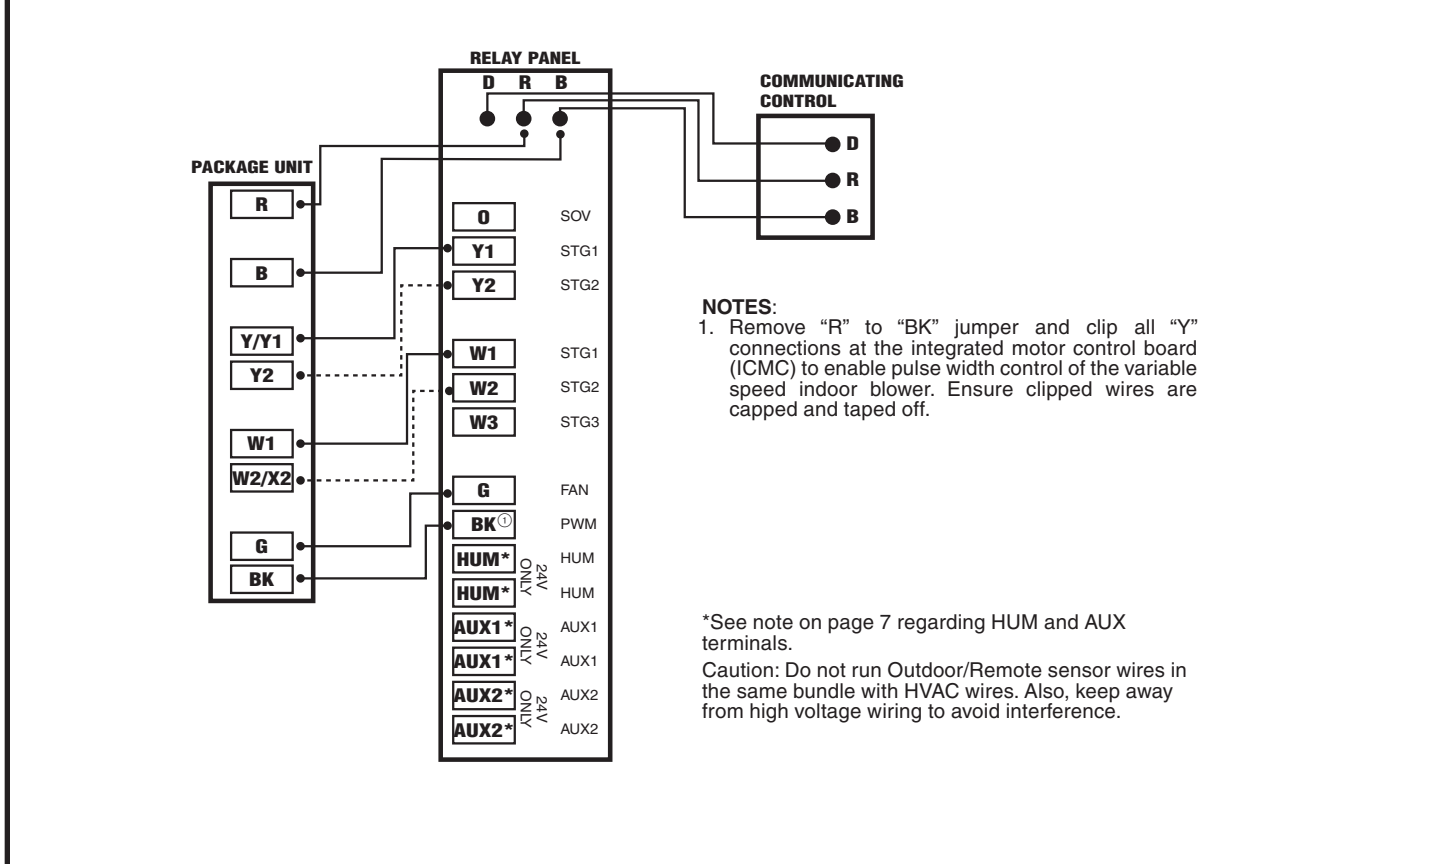 RELAY PANEL
D R B
COMMUNICATING
CONTROL
D
R
B
PACKAGE UNIT
R
B
Y/Y1
Y2
W1
W2/X2
G
BK
O SOV
Y1 STG1
Y2 STG2
W1 STG1
W2 STG2
W3 STG3
G FAN
BK① PWM
HUM* HUM
HUM* HUM
24V
ONLY
AUX1* AUX1
AUX1* AUX1
24V
ONLY
AUX2* AUX2
AUX2* AUX2
24V
ONLY
NOTES:
1. Remove “R” to “BK” jumper and clip all “Y”
connections at the integrated motor control board
(ICMC) to enable pulse width control of the variable
speed indoor blower. Ensure clipped wires are
capped and taped off.
*See note on page 7 regarding HUM and AUX
terminals.
Caution: Do not run Outdoor/Remote sensor wires in
the same bundle with HVAC wires. Also, keep away
from high voltage wiring to avoid interference.